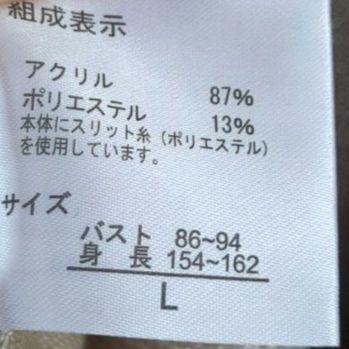 組成表示
アクリル 87%
ポリエステル 13%
本体にスリット糸（ポリエステル）
を使用しています。
サイズ
バスト 86~94
身長 154~162
L